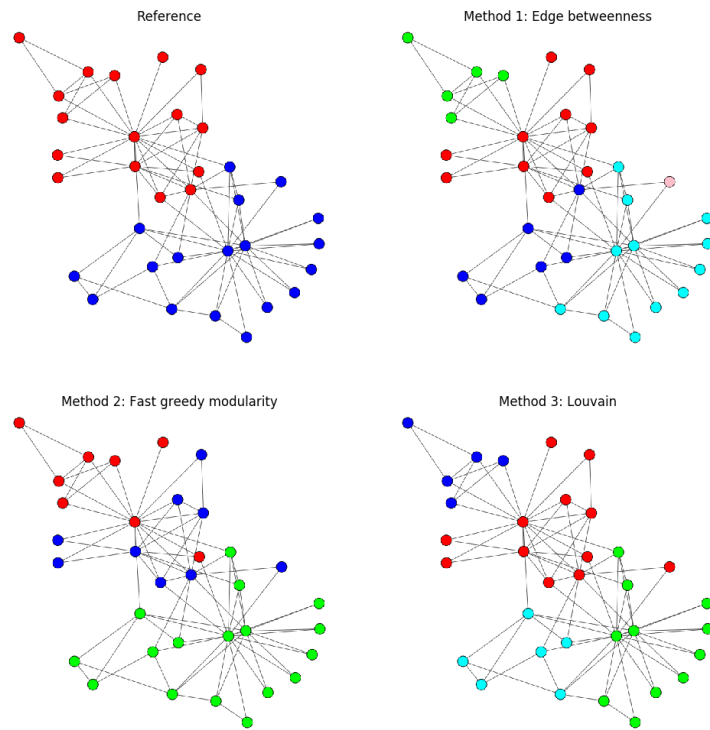 Reference
Method 1: Edge betweenness
Method 2: Fast greedy modularity
Method 3: Louvain